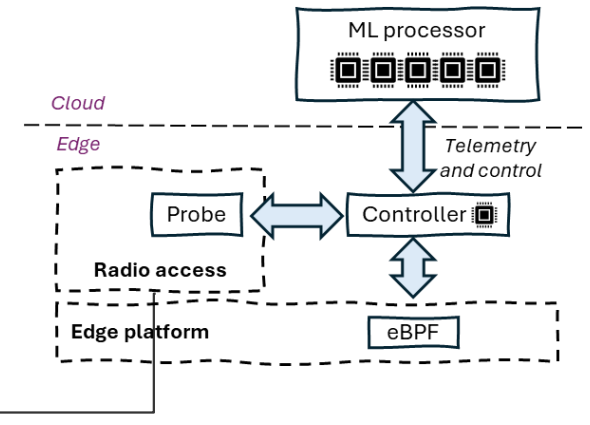 ML processor
Cloud
Edge
Telemetry
and control
Probe
Controller
Radio access
Edge platform
eBPF